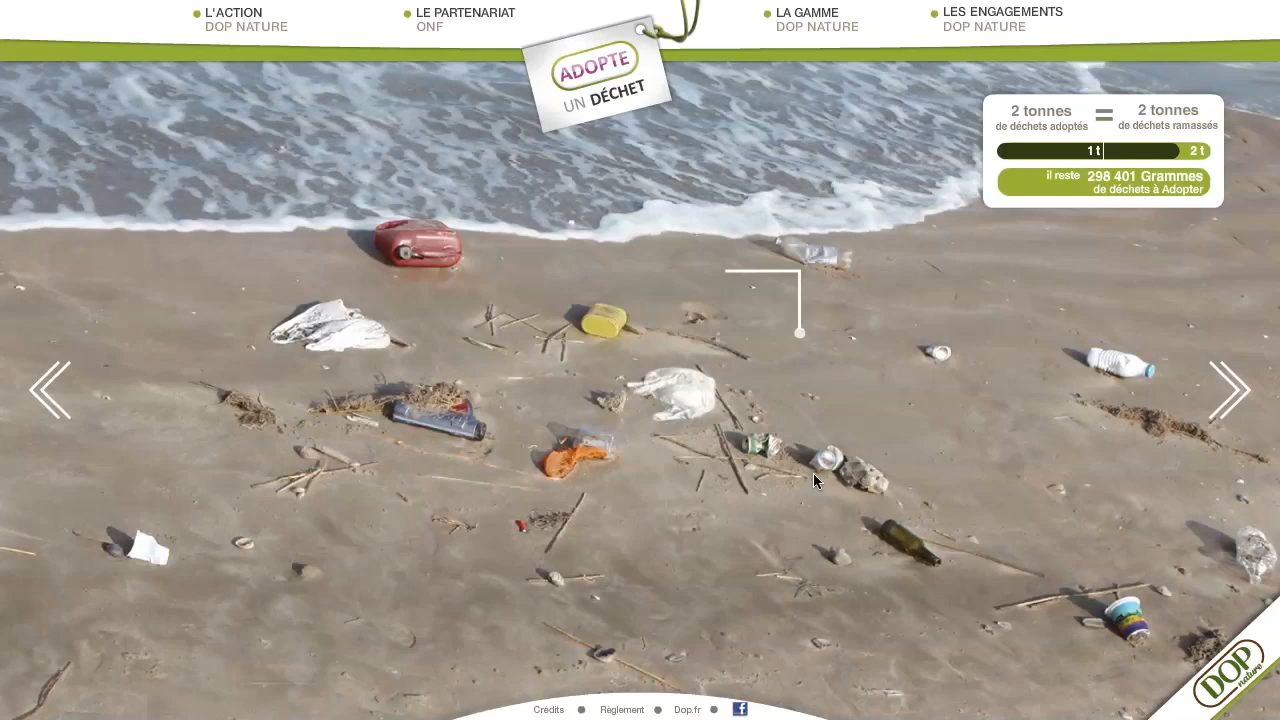 L'ACTION
DOP NATURE
LE PARTENARIAT
ONF
LA GAMME
DOP NATURE
LES ENGAGEMENTS
DOP NATURE
ADOPTE
UN DÉCHET
2 tonnes
de déchets adoptés
=
2 tonnes
de déchets ramassés
1 t
2 t
il reste 298 401 Grammes
de déchets à Adopter
DOP
nature
Crédits
Règlement
Dop.fr
f